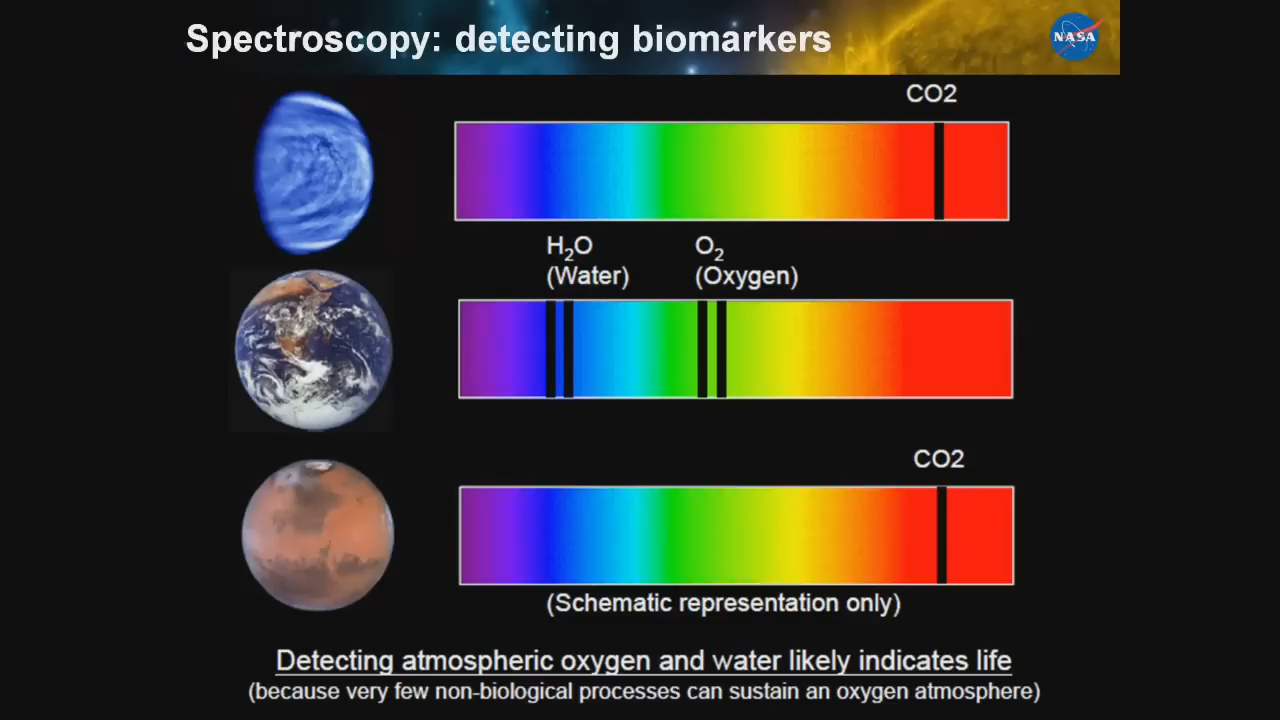 Spectroscopy: detecting biomarkers
NASA
CO2
H₂O
(Water)
O₂
(Oxygen)
CO2
(Schematic representation only)
Detecting atmospheric oxygen and water likely indicates life
(because very few non-biological processes can sustain an oxygen atmosphere)